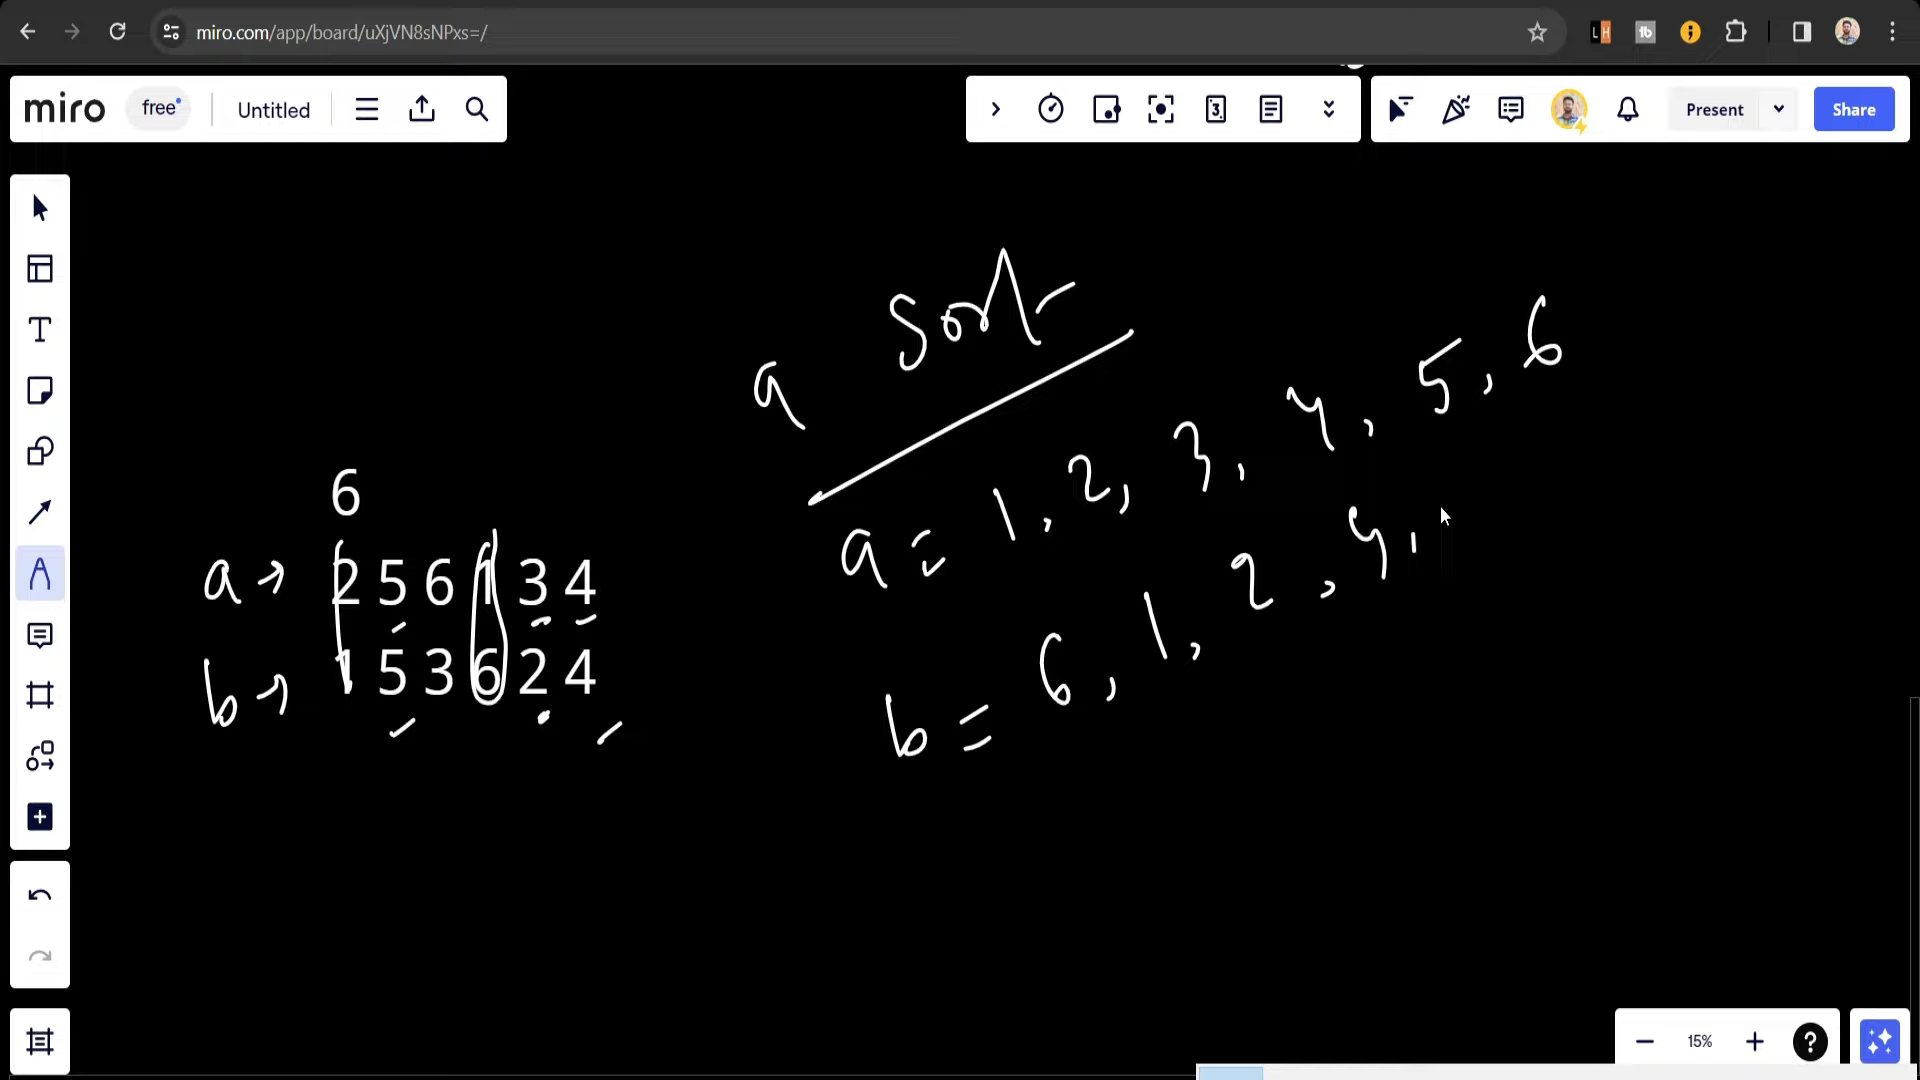 miro.com/app/board/uXjVN8sNPxs=/
miro free Untitled
3
Present
Share
a Sort
6
a → 2 5 6 1 3 4
b → 1 5 3 6 2 4
a = 1, 2, 3, 4, 5, 6
b = 6, 1, 2, 4,
15%